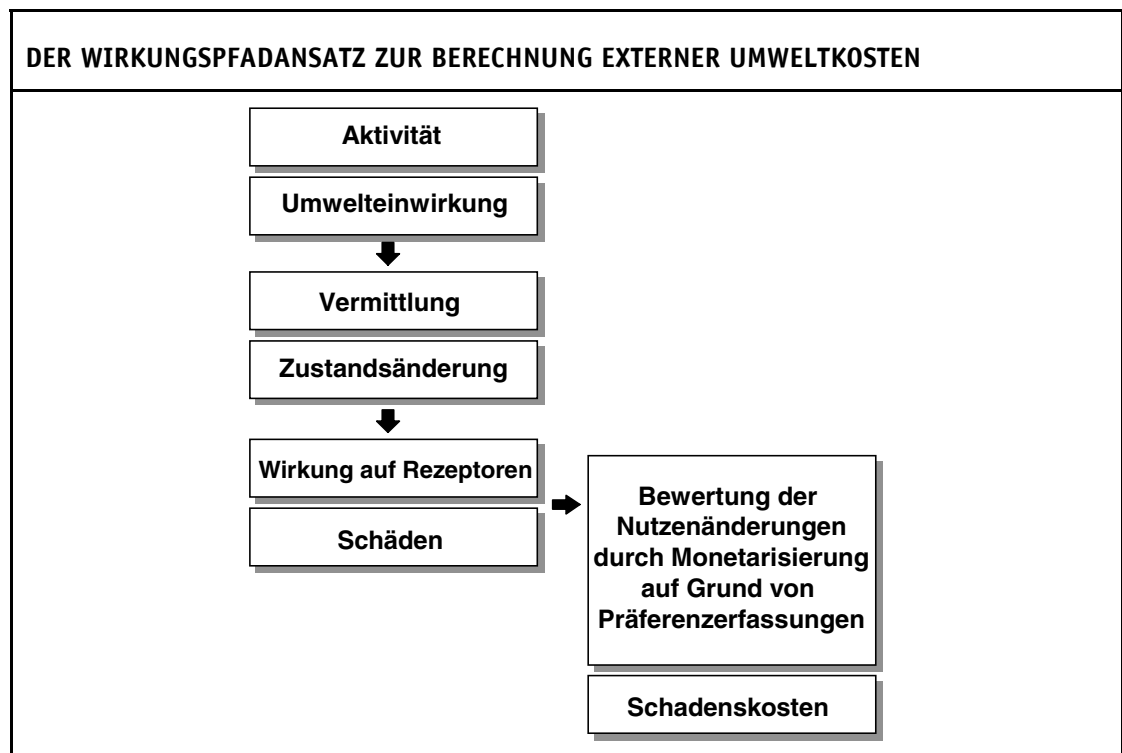 DER WIRKUNGSPFADANSATZ ZUR BERECHNUNG EXTERNER UMWELTKOSTEN
Aktivität
Umwelteinwirkung
Vermittlung
Zustandsänderung
Wirkung auf Rezeptoren
Schäden
Bewertung der
Nutzenänderungen
durch Monetarisierung
auf Grund von
Präferenzerfassungen
Schadenskosten